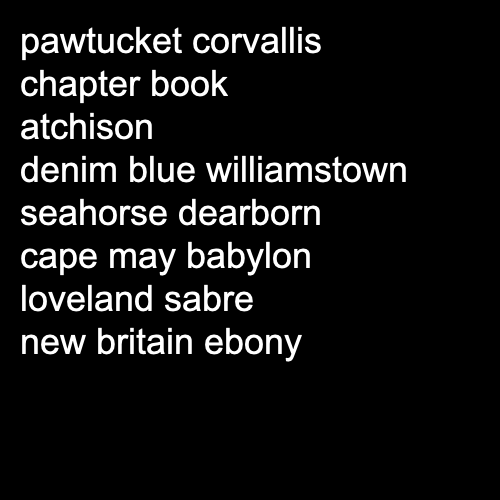 pawtucket corvallis
chapter book
atchison
denim blue williamstown
seahorse dearborn
cape may babylon
loveland sabre
new britain ebony